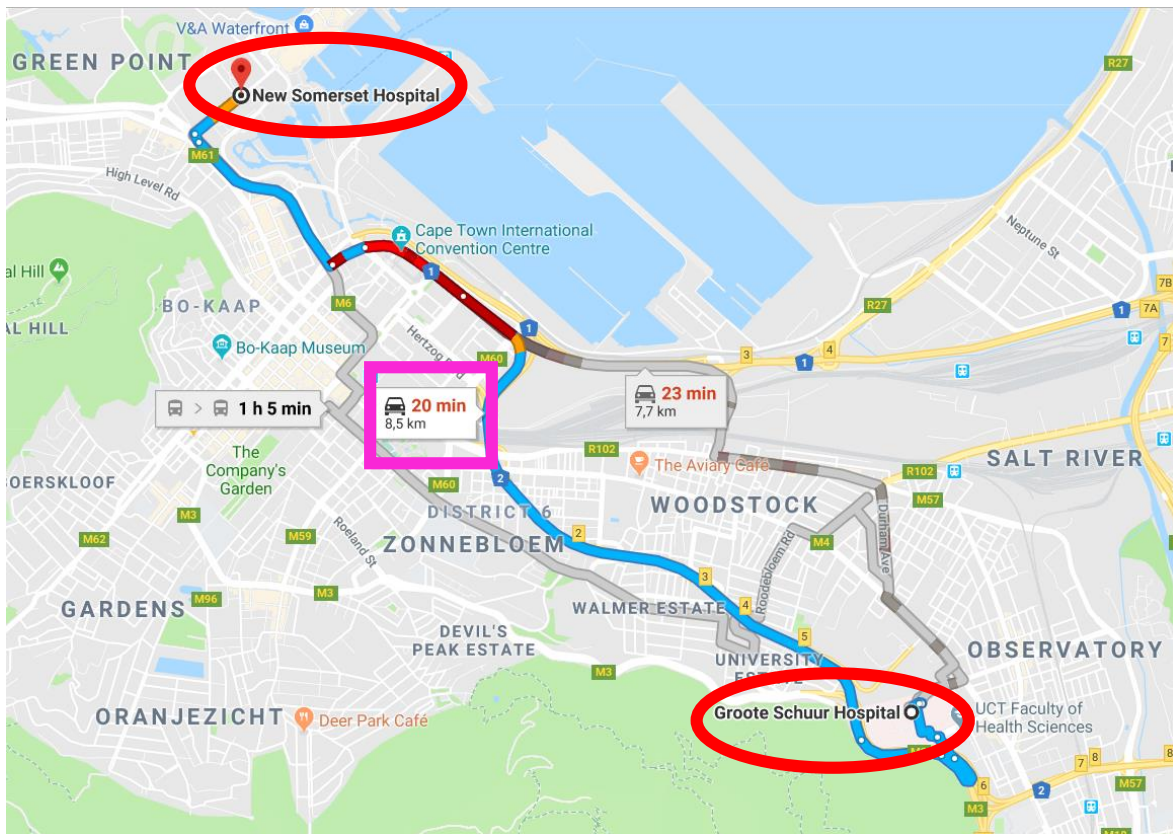 V&A Waterfront
GREEN POINT
New Somerset Hospital
R27
M61
High Level Rd
Cape Town International
Convention Centre
Neptune St
1
al Hill
BO-KAAP
M6
R27
7B
1
7A
AL HILL
Hertzog
1
Bo-Kaap Museum
M60
3
1
4
7
1 h 5 min
20 min
8,5 km
23 min
7,7 km
The
Company's
Garden
R102
The Aviary Café
R102
SALT RIVER
OERSKLOOF
M60
2
M57
WOODSTOCK
M3
DISTRICT 6
Durham Ave
M62
M59
Roeland St
ZONNEBLOEM
2
M4
Roodebloem Rd
3
GARDENS
M96
M3
WALMER ESTATE
4
DEVIL'S
PEAK ESTATE
5
OBSERVATORY
UNIVERSITY
ESTATE
M3
ORANJEZICHT
Deer Park Café
Groote Schuur Hospital
UCT Faculty of
Health Sciences
7
8
8
6
2
M57
M3